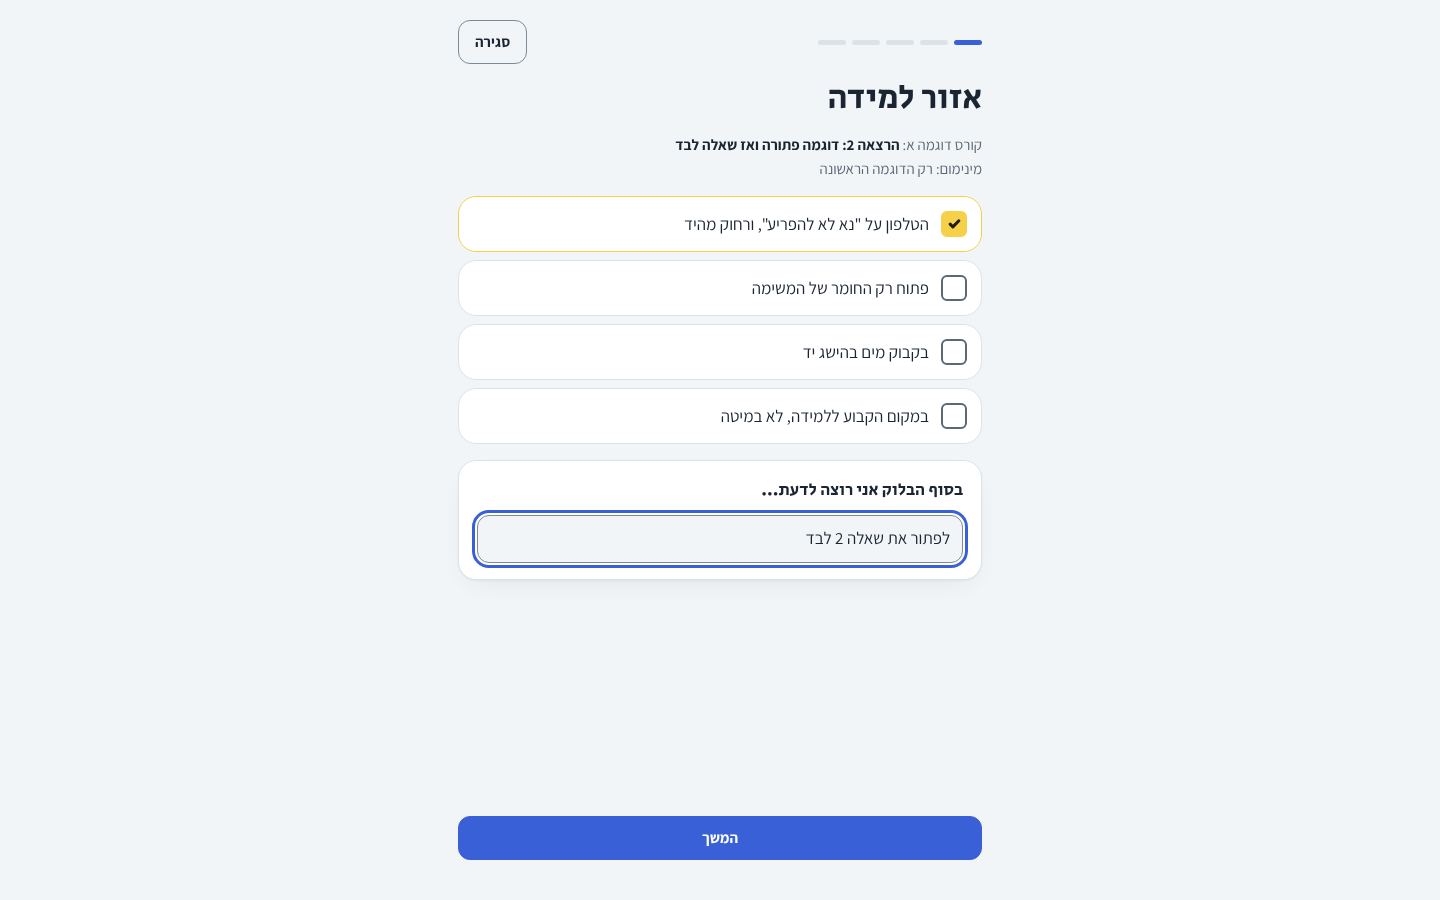 סגירה
אזור למידה
קורס דוגמה א: הרצאה 2: דוגמה פתורה ואז שאלה לבד
מינימום: רק הדוגמה הראשונה
הטלפון על "נא לא להפריע", ורחוק מהיד
פתוח רק החומר של המשימה
בקבוק מים בהישג יד
במקום הקבוע ללמידה, לא במיטה
בסוף הבלוק אני רוצה לדעת...
לפתור את שאלה 2 לבד
המשך